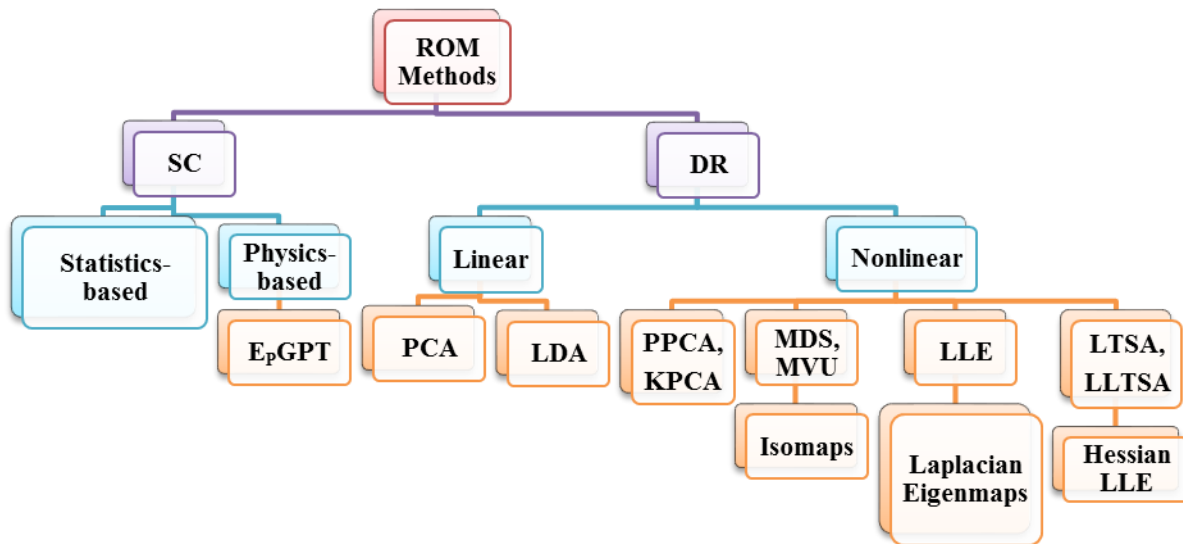 ROM
Methods
SC
DR
Statistics-
based
Physics-
based
Linear
Nonlinear
EₚGPT
PCA
LDA
PPCA,
KPCA
MDS,
MVU
LLE
LTSA,
LLTSA
Isomaps
Laplacian
Eigenmaps
Hessian
LLE